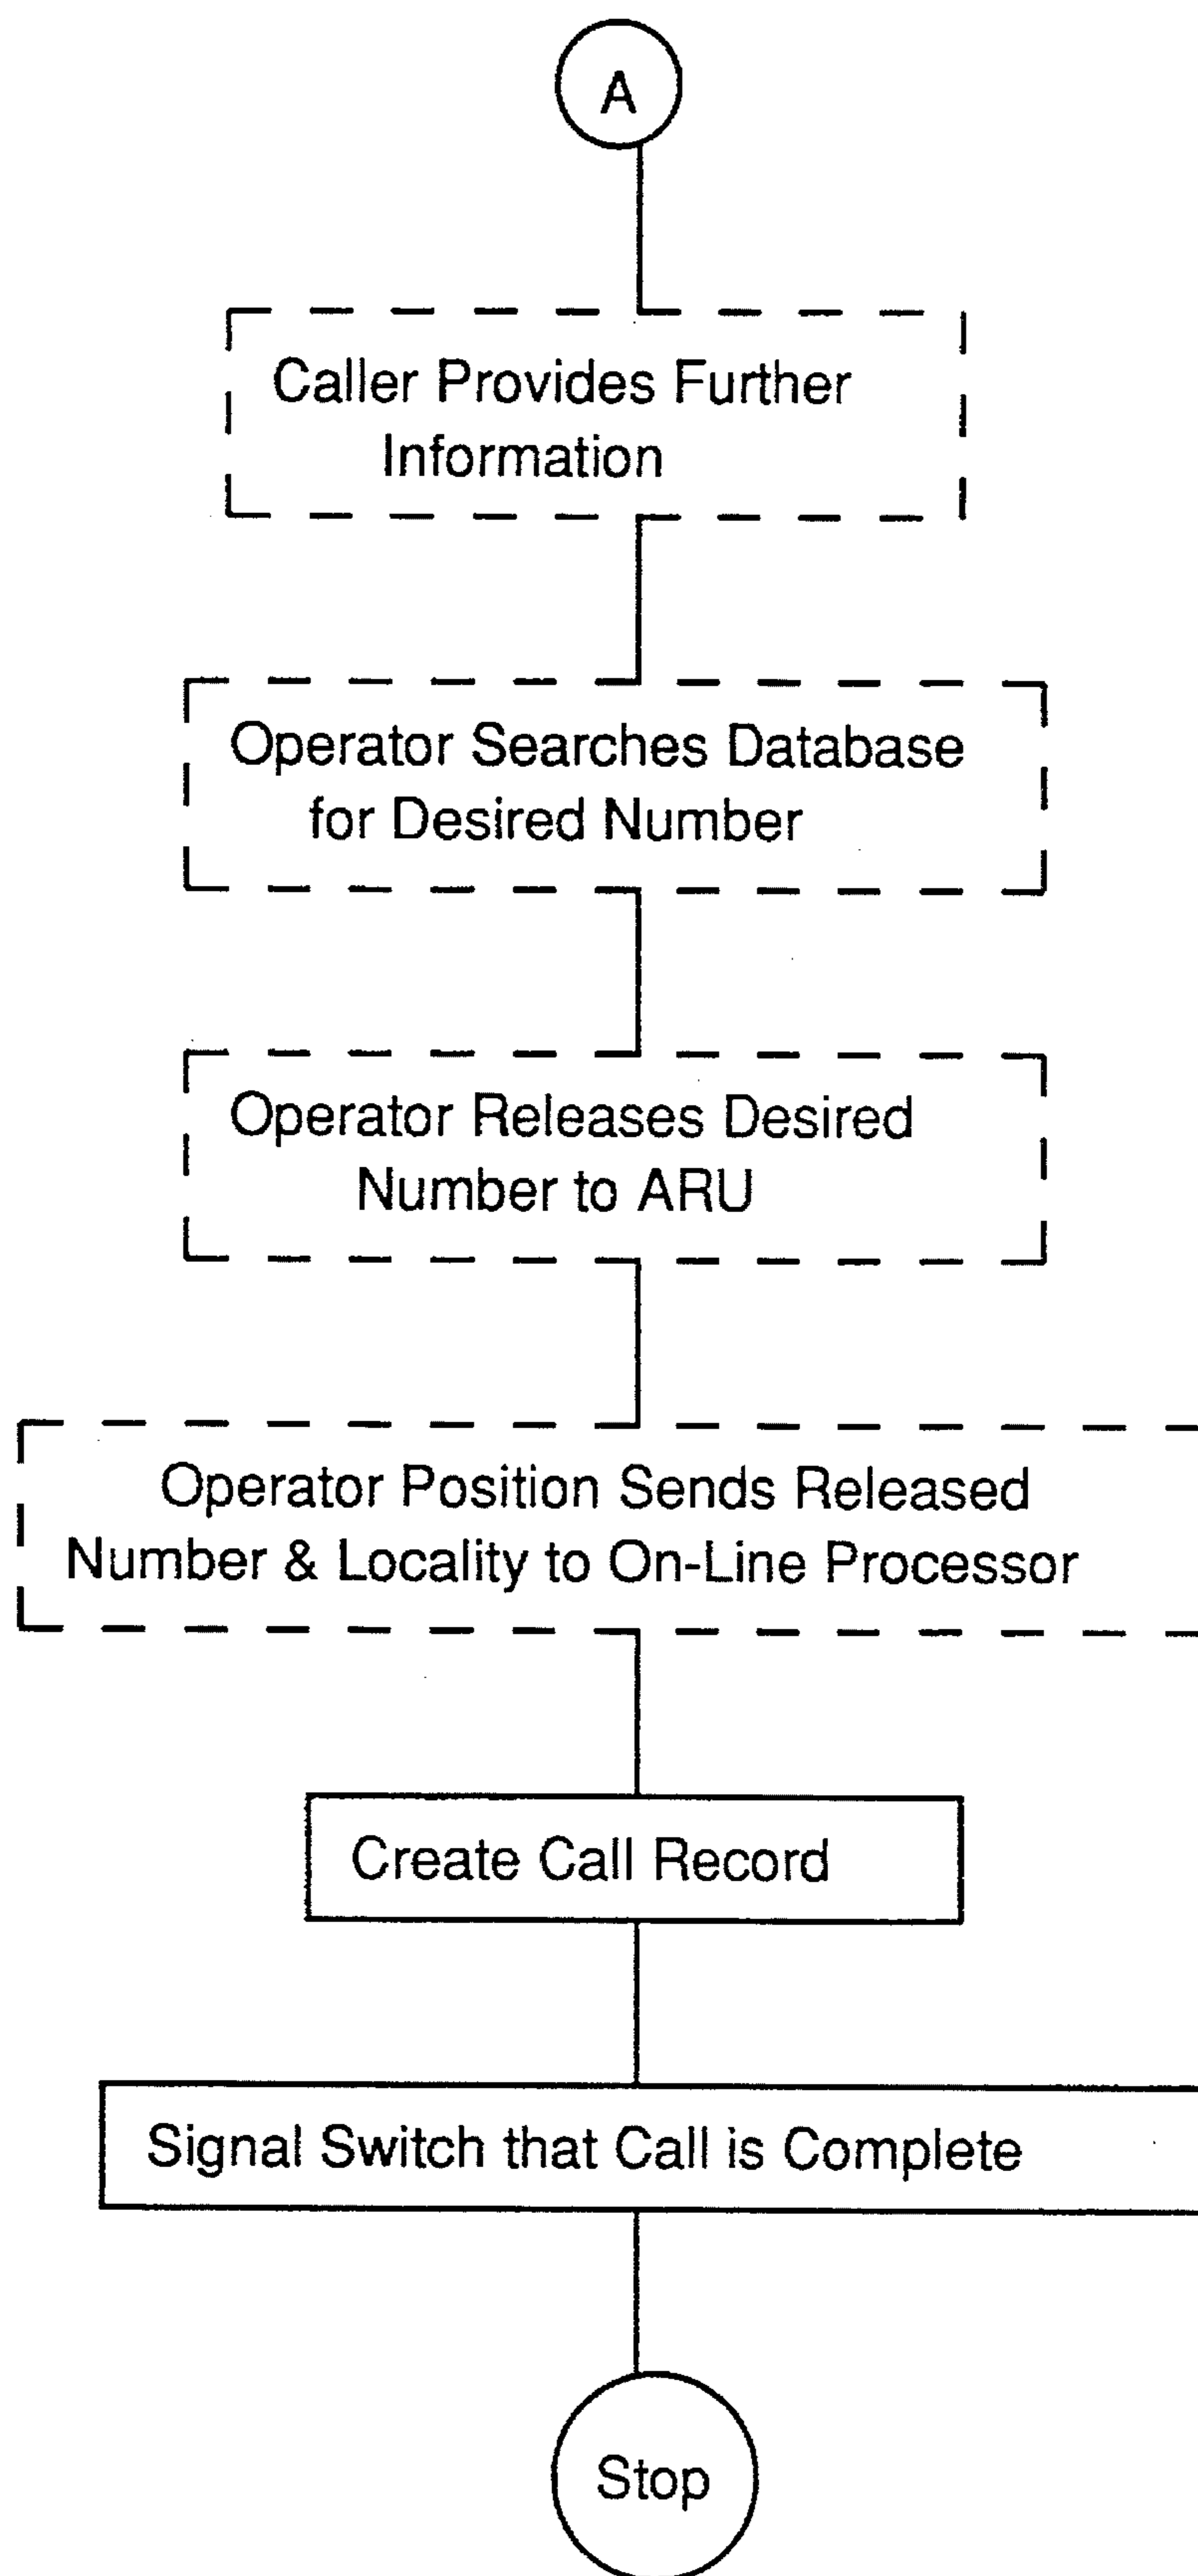 A
Caller Provides Further
Information
Operator Searches Database
for Desired Number
Operator Releases Desired
Number to ARU
Operator Position Sends Released
Number & Locality to On-Line Processor
Create Call Record
Signal Switch that Call is Complete
Stop